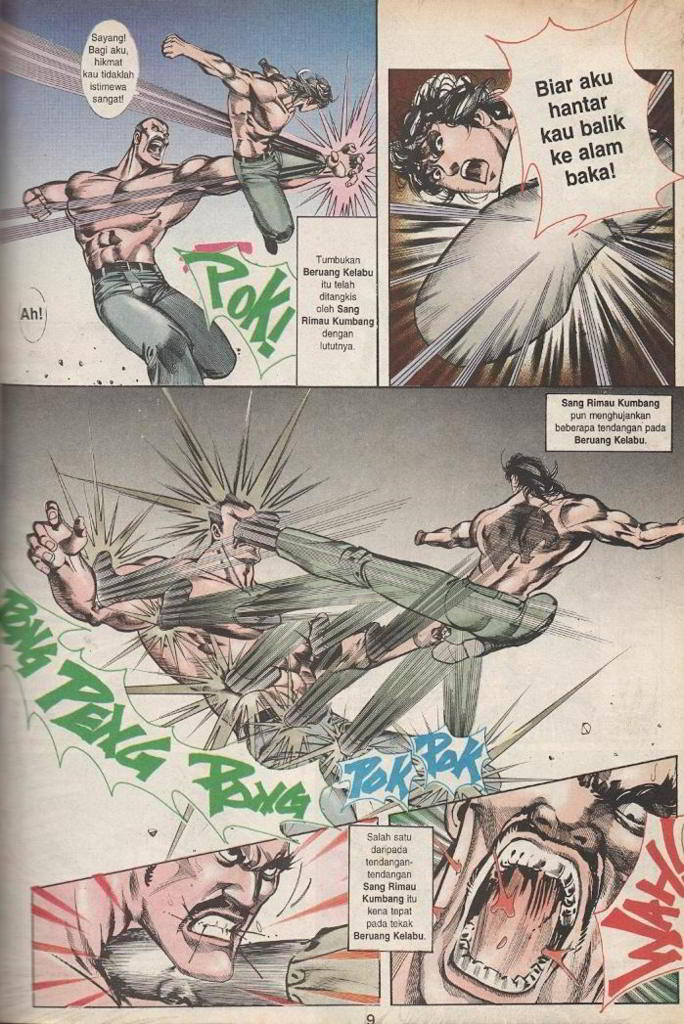 Sayang!
Bagi aku,
hikmat
kau tidaklah
istimewa
sangat!
Ah!
POK!
Tumbukan
Beruang Kelabu
itu telah
ditangkis
oleh Sang
Rimau Kumbang
dengan
lututnya.
Biar aku
hantar
kau balik
ke alam
baka!
Sang Rimau Kumbang
pun menghujankan
beberapa tendangan pada
Beruang Kelabu.
PENG
PONG
POK
POK
Salah satu
daripada
tendangan-
tendangan
Sang Rimau
Kumbang itu
kena tepat
pada tekak
Beruang Kelabu.
WAH!
9